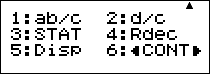 1:ab/c 2:d/c
3:STAT 4:Rdec
5:Disp 6:◀CONT▶